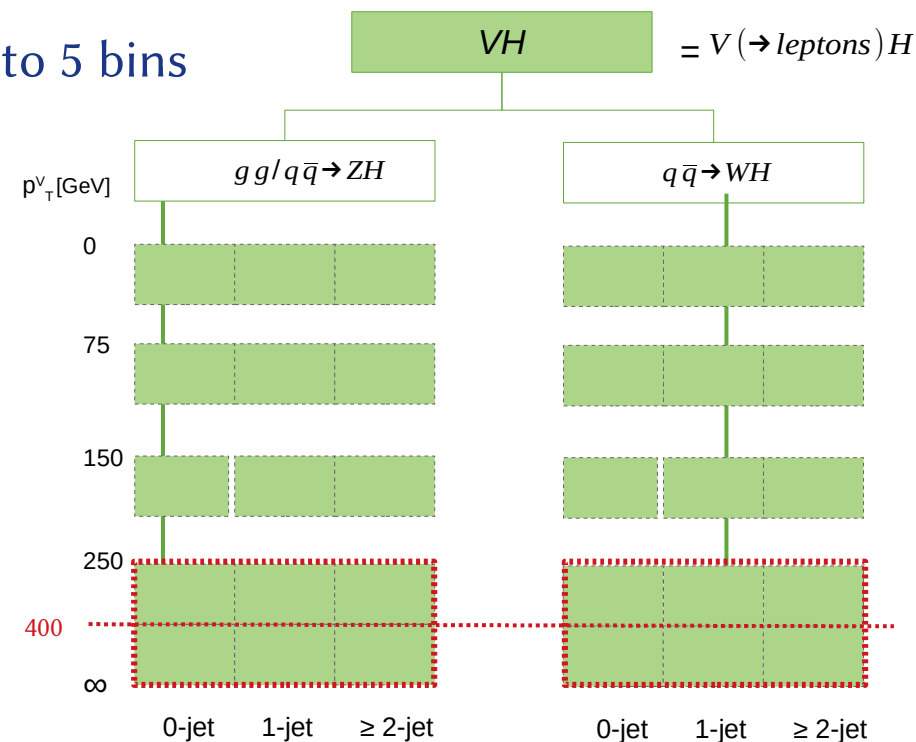 to 5 bins
VH
= V (→ leptons) H
g g / q q̅ → ZH
q q̅ → WH
pᵛT [GeV]
0
75
150
250
400
∞
0-jet 1-jet ≥ 2-jet
0-jet 1-jet ≥ 2-jet